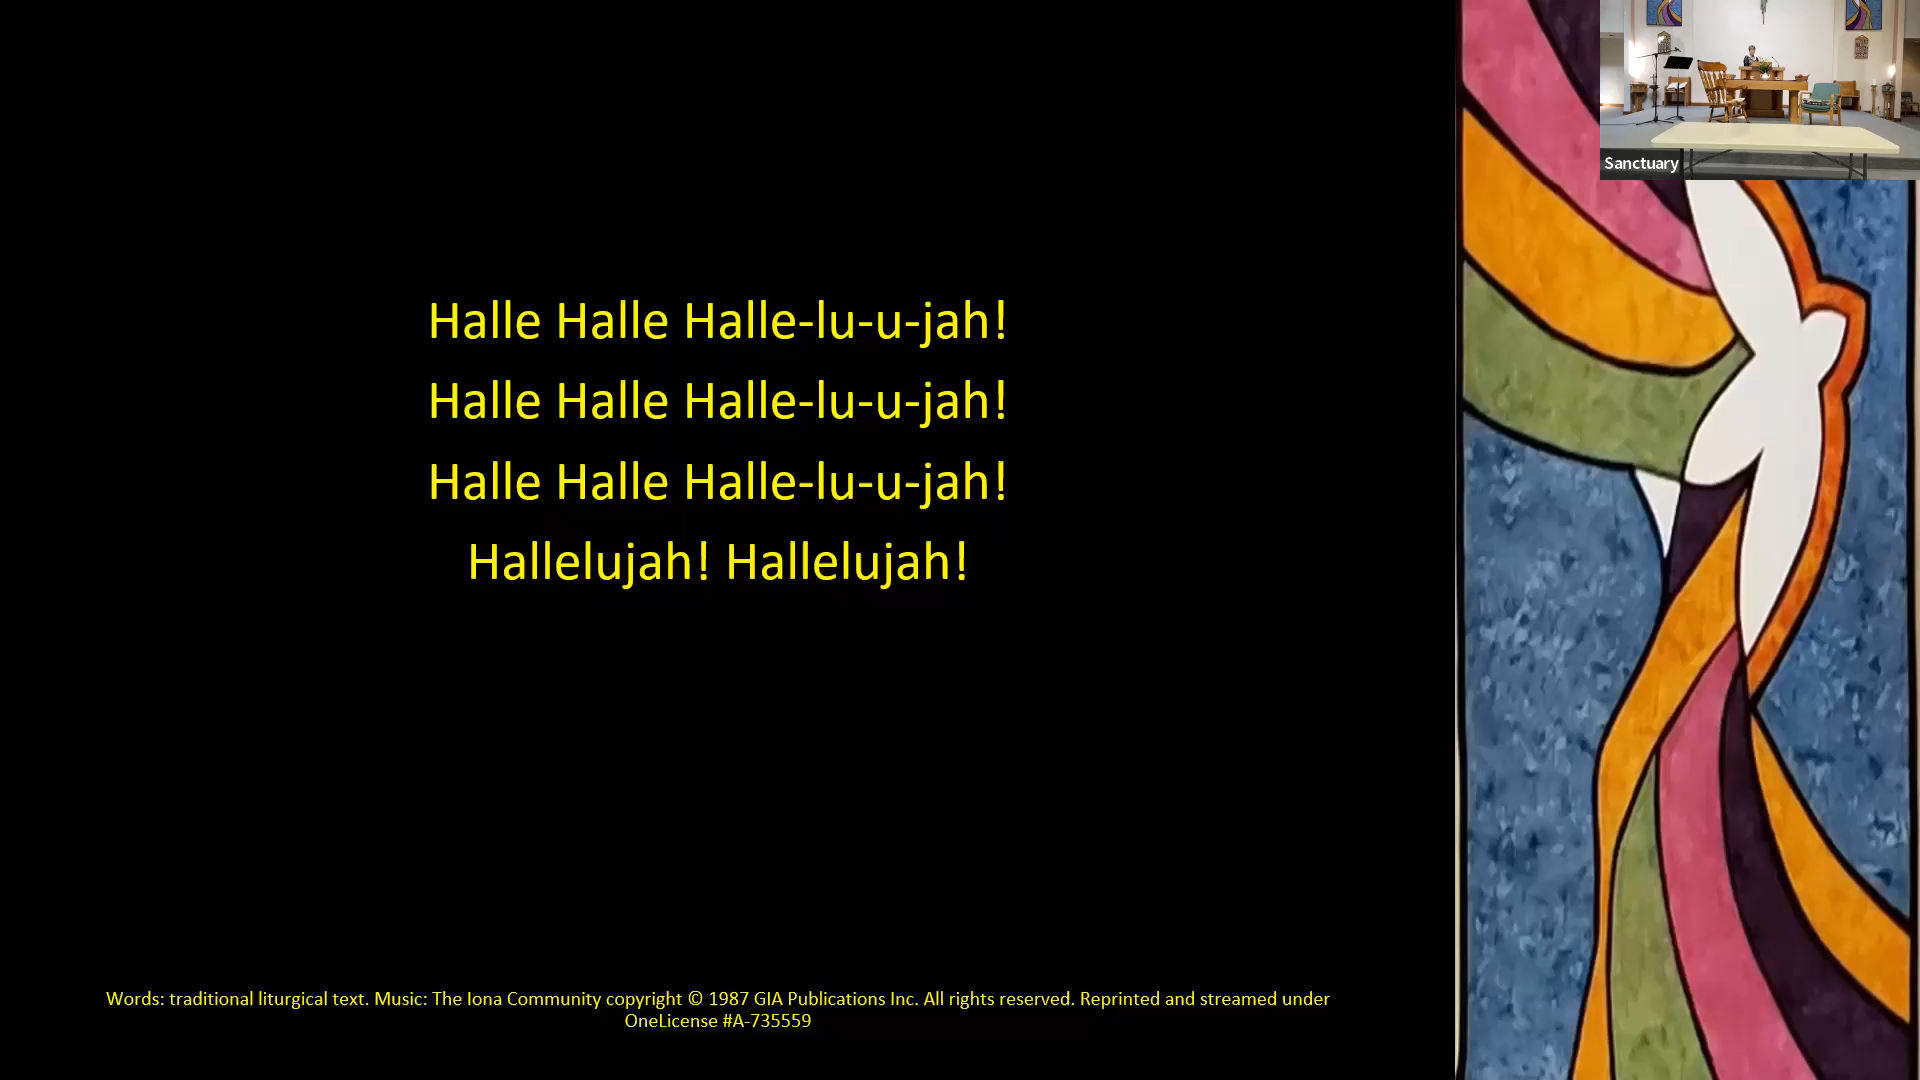 Halle Halle Halle-lu-u-jah!
Halle Halle Halle-lu-u-jah!
Halle Halle Halle-lu-u-jah!
Hallelujah! Hallelujah!
Sanctuary
Words: traditional liturgical text. Music: The Iona Community copyright © 1987 GIA Publications Inc. All rights reserved. Reprinted and streamed under
OneLicense #A-735559